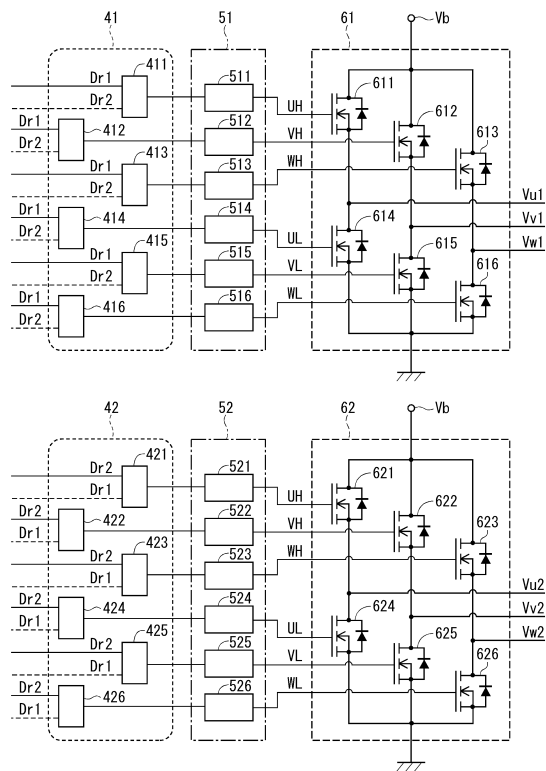 41 51 61 Vb
411 611
Dr1 511 UH
Dr2 612
Dr1 412 512 VH 613
Dr2 413
Dr1 513 WH
Dr2
Dr1 414 514 UL 614 Vu1
Dr2 415 Vv1
Dr1 515 VL 615 Vw1
Dr2 616
Dr1 416 516 WL
Dr2
42 52 62 Vb
421 621
Dr2 521 UH
Dr1 622
Dr2 422 522 VH 623
Dr1 423
Dr2 523 WH
Dr1
Dr2 424 524 UL 624 Vu2
Dr1 425 Vv2
Dr2 525 VL 625 Vw2
Dr1 626
Dr2 426 526 WL
Dr1